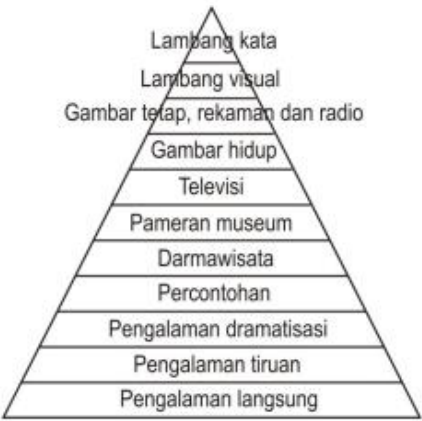 Lambang kata
Lambang visual
Gambar tetap, rekaman dan radio
Gambar hidup
Televisi
Pameran museum
Darmawisata
Percontohan
Pengalaman dramatisasi
Pengalaman tiruan
Pengalaman langsung